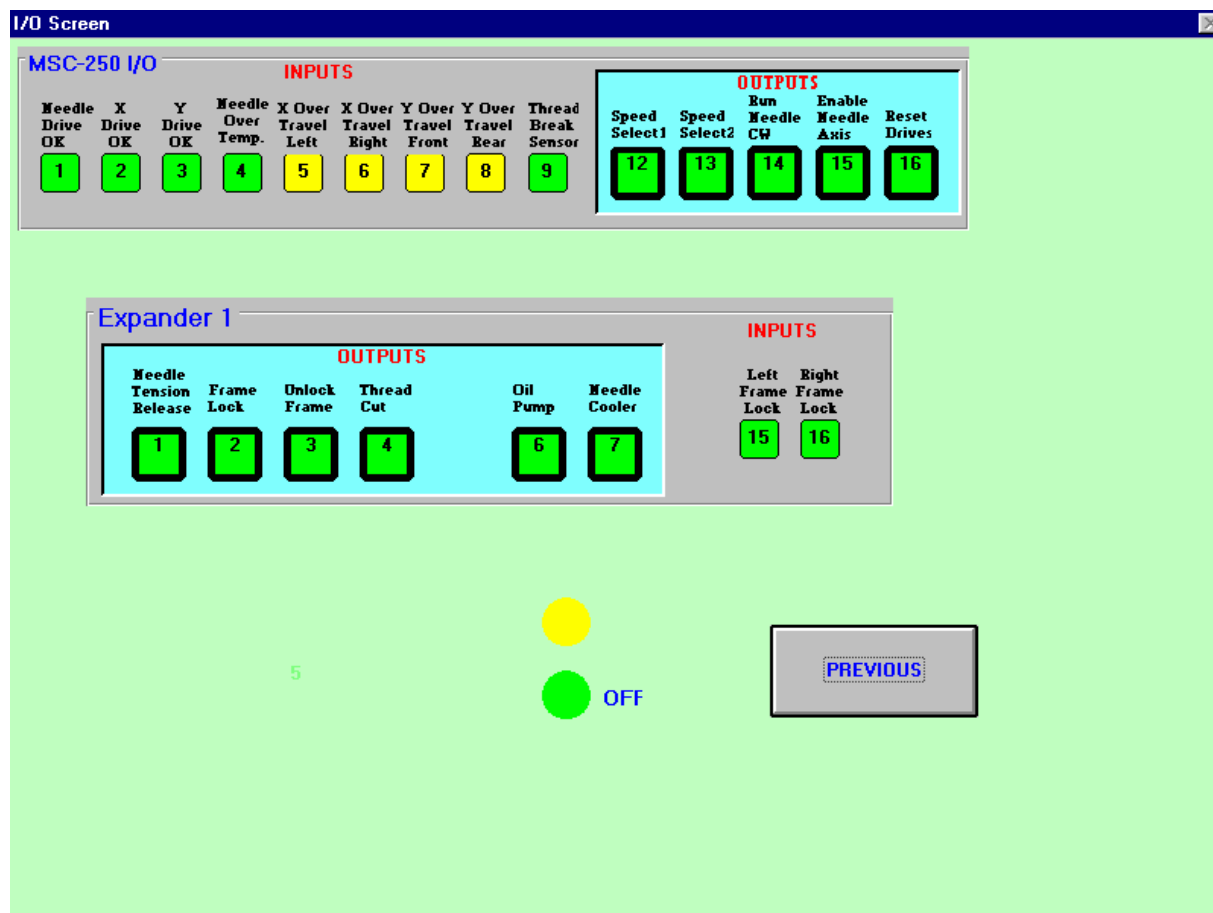 I/O Screen
MSC-250 I/O
INPUTS
Needle Drive OK
X Drive OK
Y Drive OK
Needle Over Temp.
X Over Travel Left
X Over Travel Right
Y Over Travel Front
Y Over Travel Rear
Thread Break Sensor
1 2 3 4 5 6 7 8 9
OUTPUTS
Speed Select1
Speed Select2
Run Needle CW
Enable Needle Axis
Reset Drives
12 13 14 15 16
Expander 1
OUTPUTS
Needle Tension Release
Frame Lock
Unlock Frame
Thread Cut
Oil Pump
Needle Cooler
1 2 3 4 6 7
INPUTS
Left Frame Lock
Right Frame Lock
15 16
5
OFF
PREVIOUS